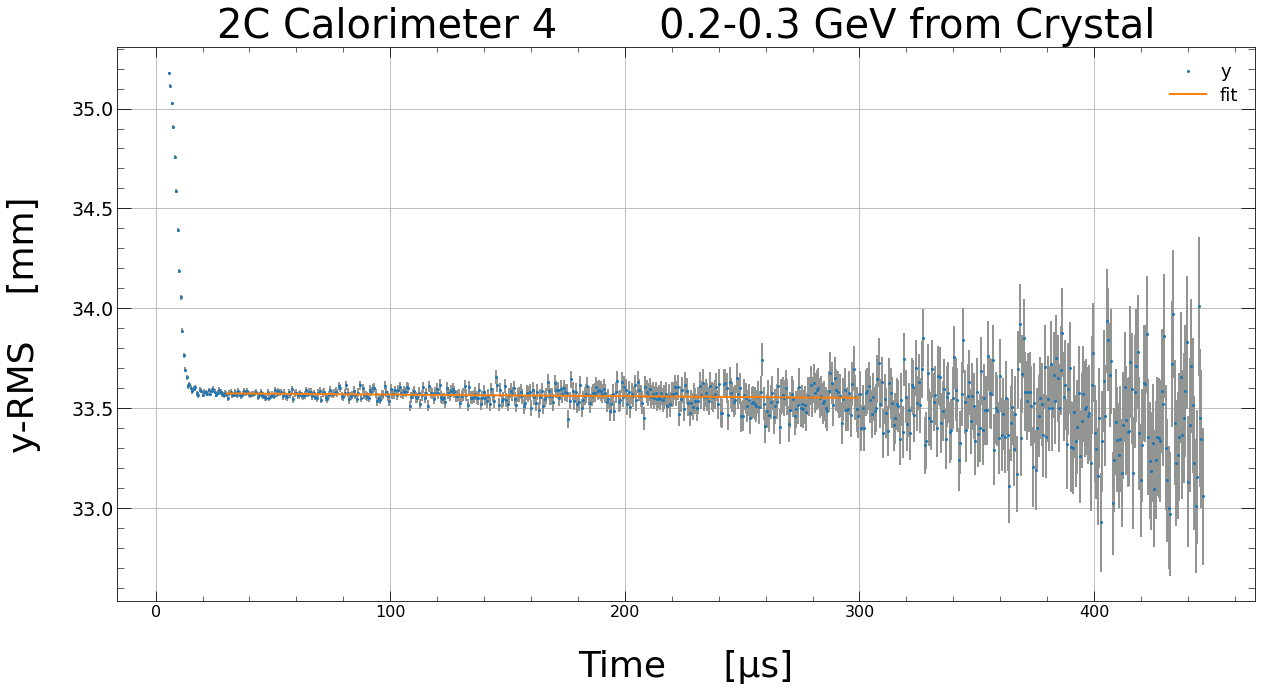 2C Calorimeter 4 0.2-0.3 GeV from Crystal
y
fit
y-RMS [mm]
35.0
34.5
34.0
33.5
33.0
0 100 200 300 400
Time [μs]